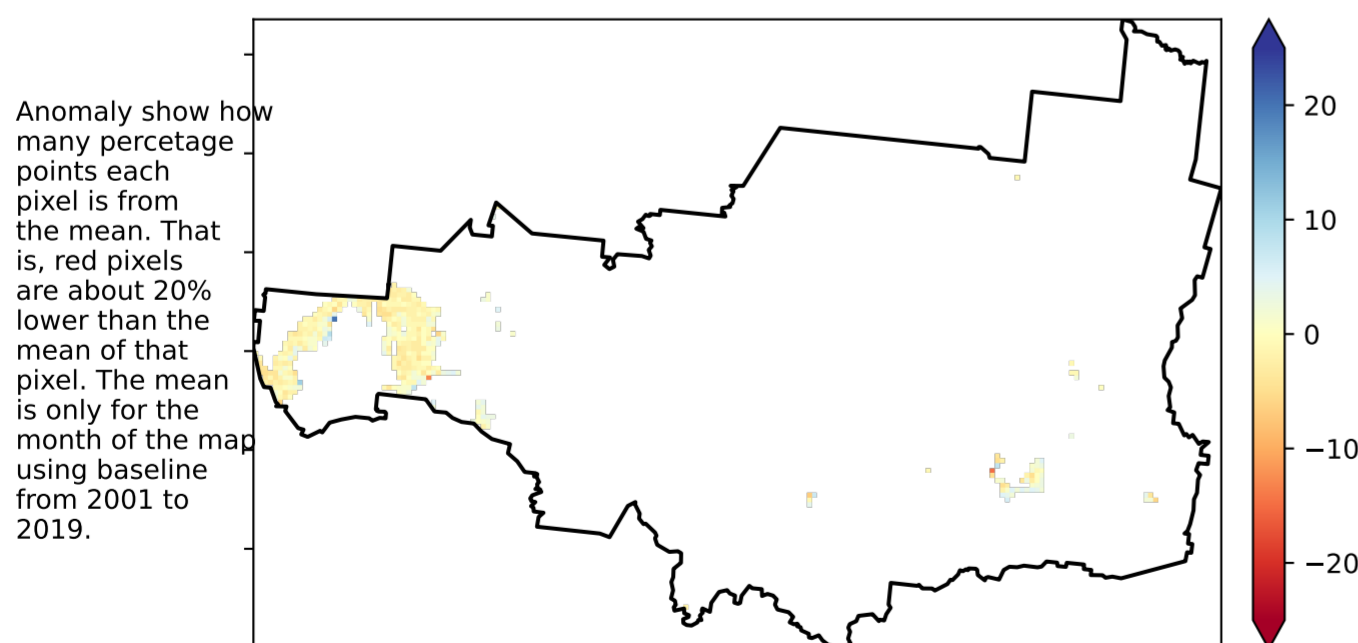 Anomaly show how
many percetage
points each
pixel is from
the mean. That
is, red pixels
are about 20%
lower than the
mean of that
pixel. The mean
is only for the
month of the map
using baseline
from 2001 to
2019.
20
10
0
−10
−20